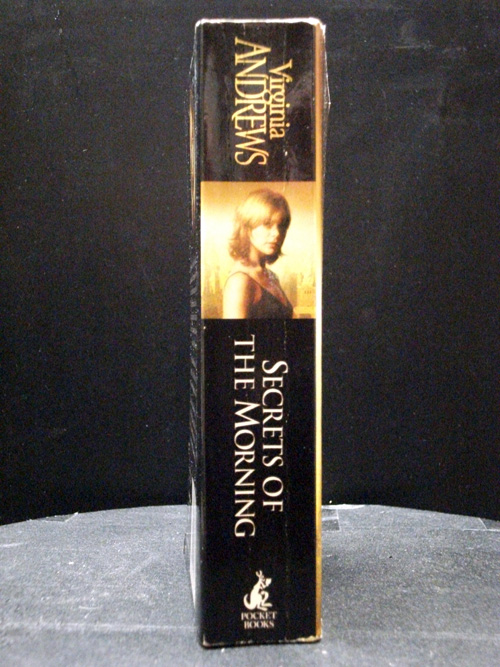 Virginia
ANDREWS
SECRETS OF
THE MORNING
POCKET
BOOKS